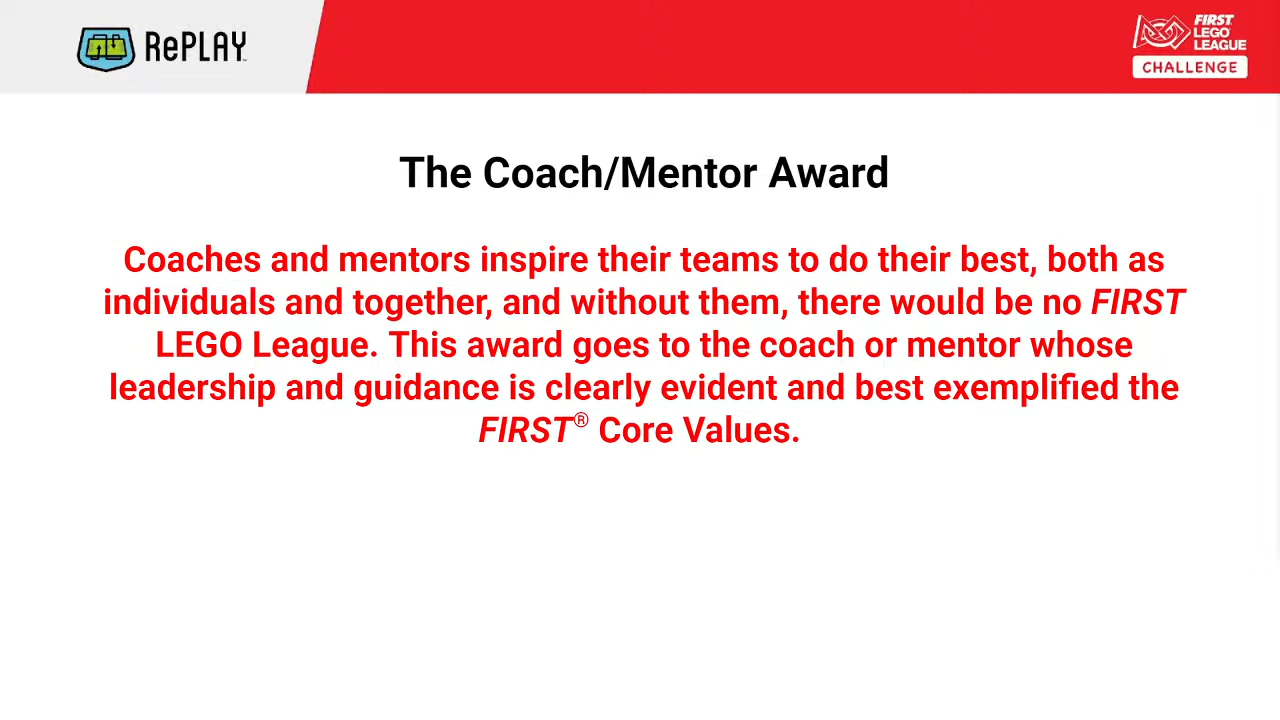 RePLAY™
FIRST
LEGO
LEAGUE
CHALLENGE
The Coach/Mentor Award
Coaches and mentors inspire their teams to do their best, both as
individuals and together, and without them, there would be no FIRST
LEGO League. This award goes to the coach or mentor whose
leadership and guidance is clearly evident and best exemplified the
FIRST® Core Values.